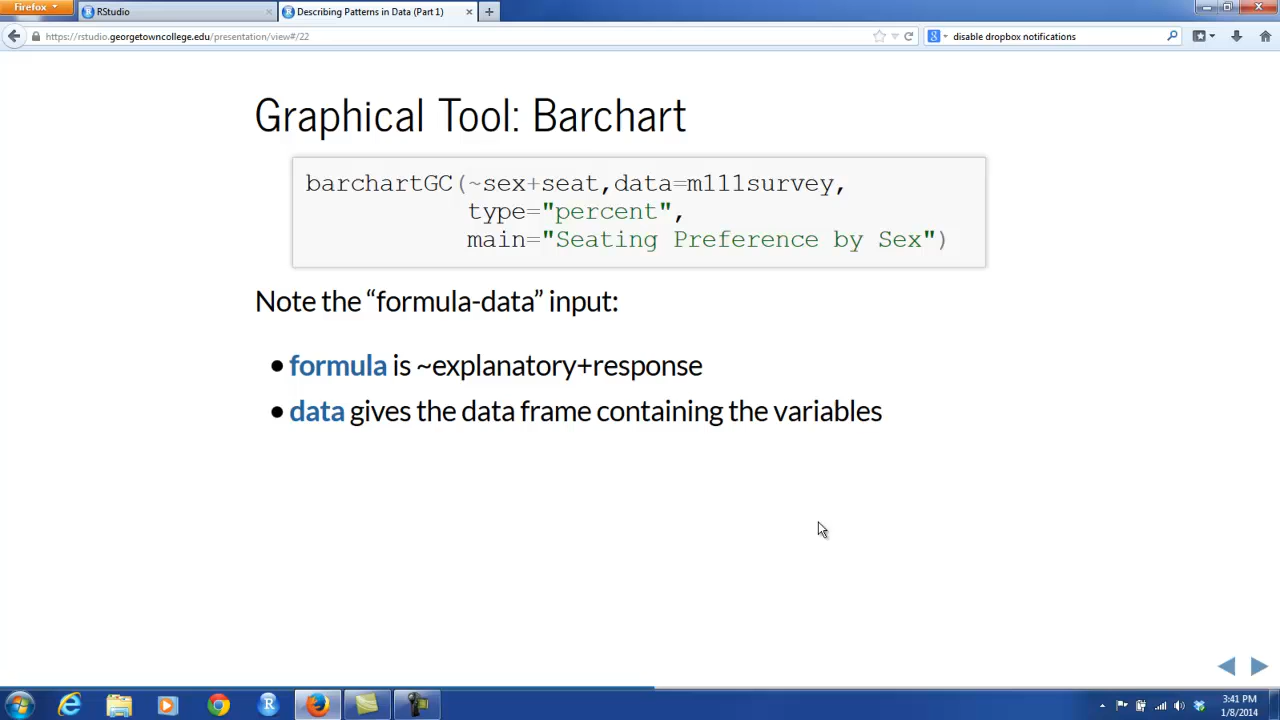 Firefox
RStudio
Describing Patterns in Data (Part 1)
https://rstudio.georgetowncollege.edu/presentation/view#/22
disable dropbox notifications
Graphical Tool: Barchart
barchartGC(~sex+seat,data=m111survey,
type="percent",
main="Seating Preference by Sex")
Note the “formula-data” input:
• formula is ~explanatory+response
• data gives the data frame containing the variables
3:41 PM
1/8/2014